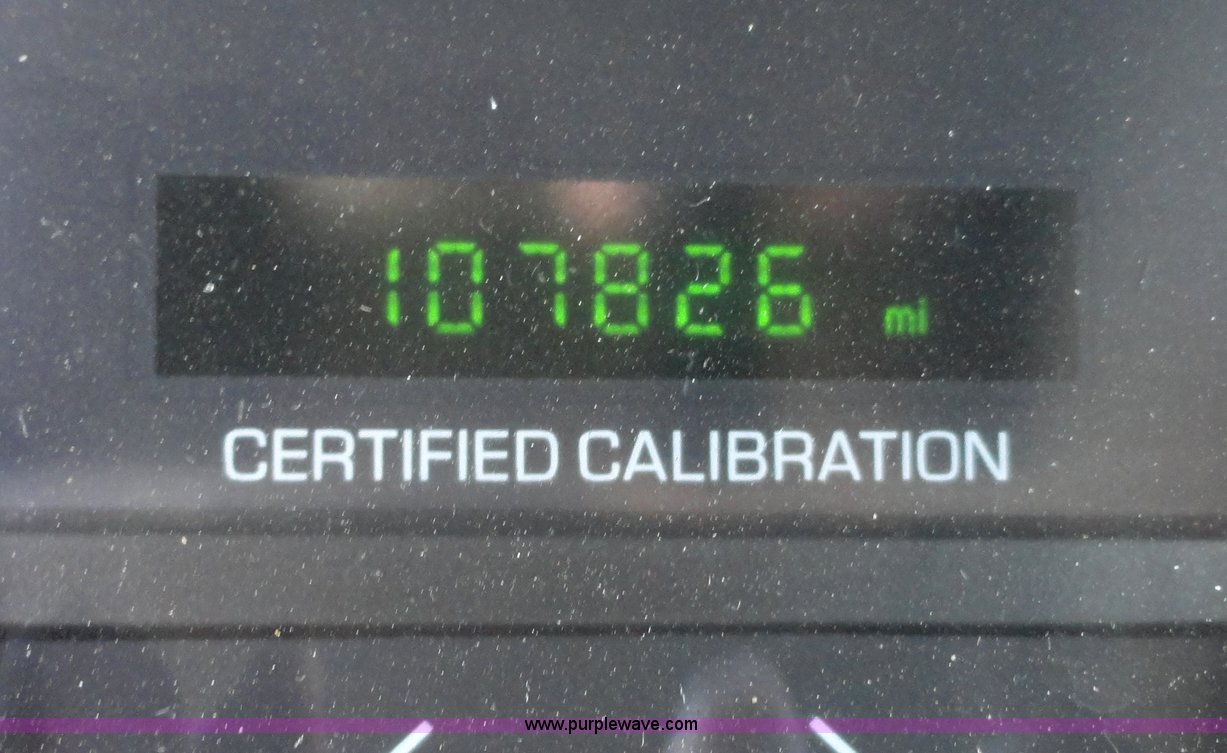 107826 mi
CERTIFIED CALIBRATION
www.purplewave.com